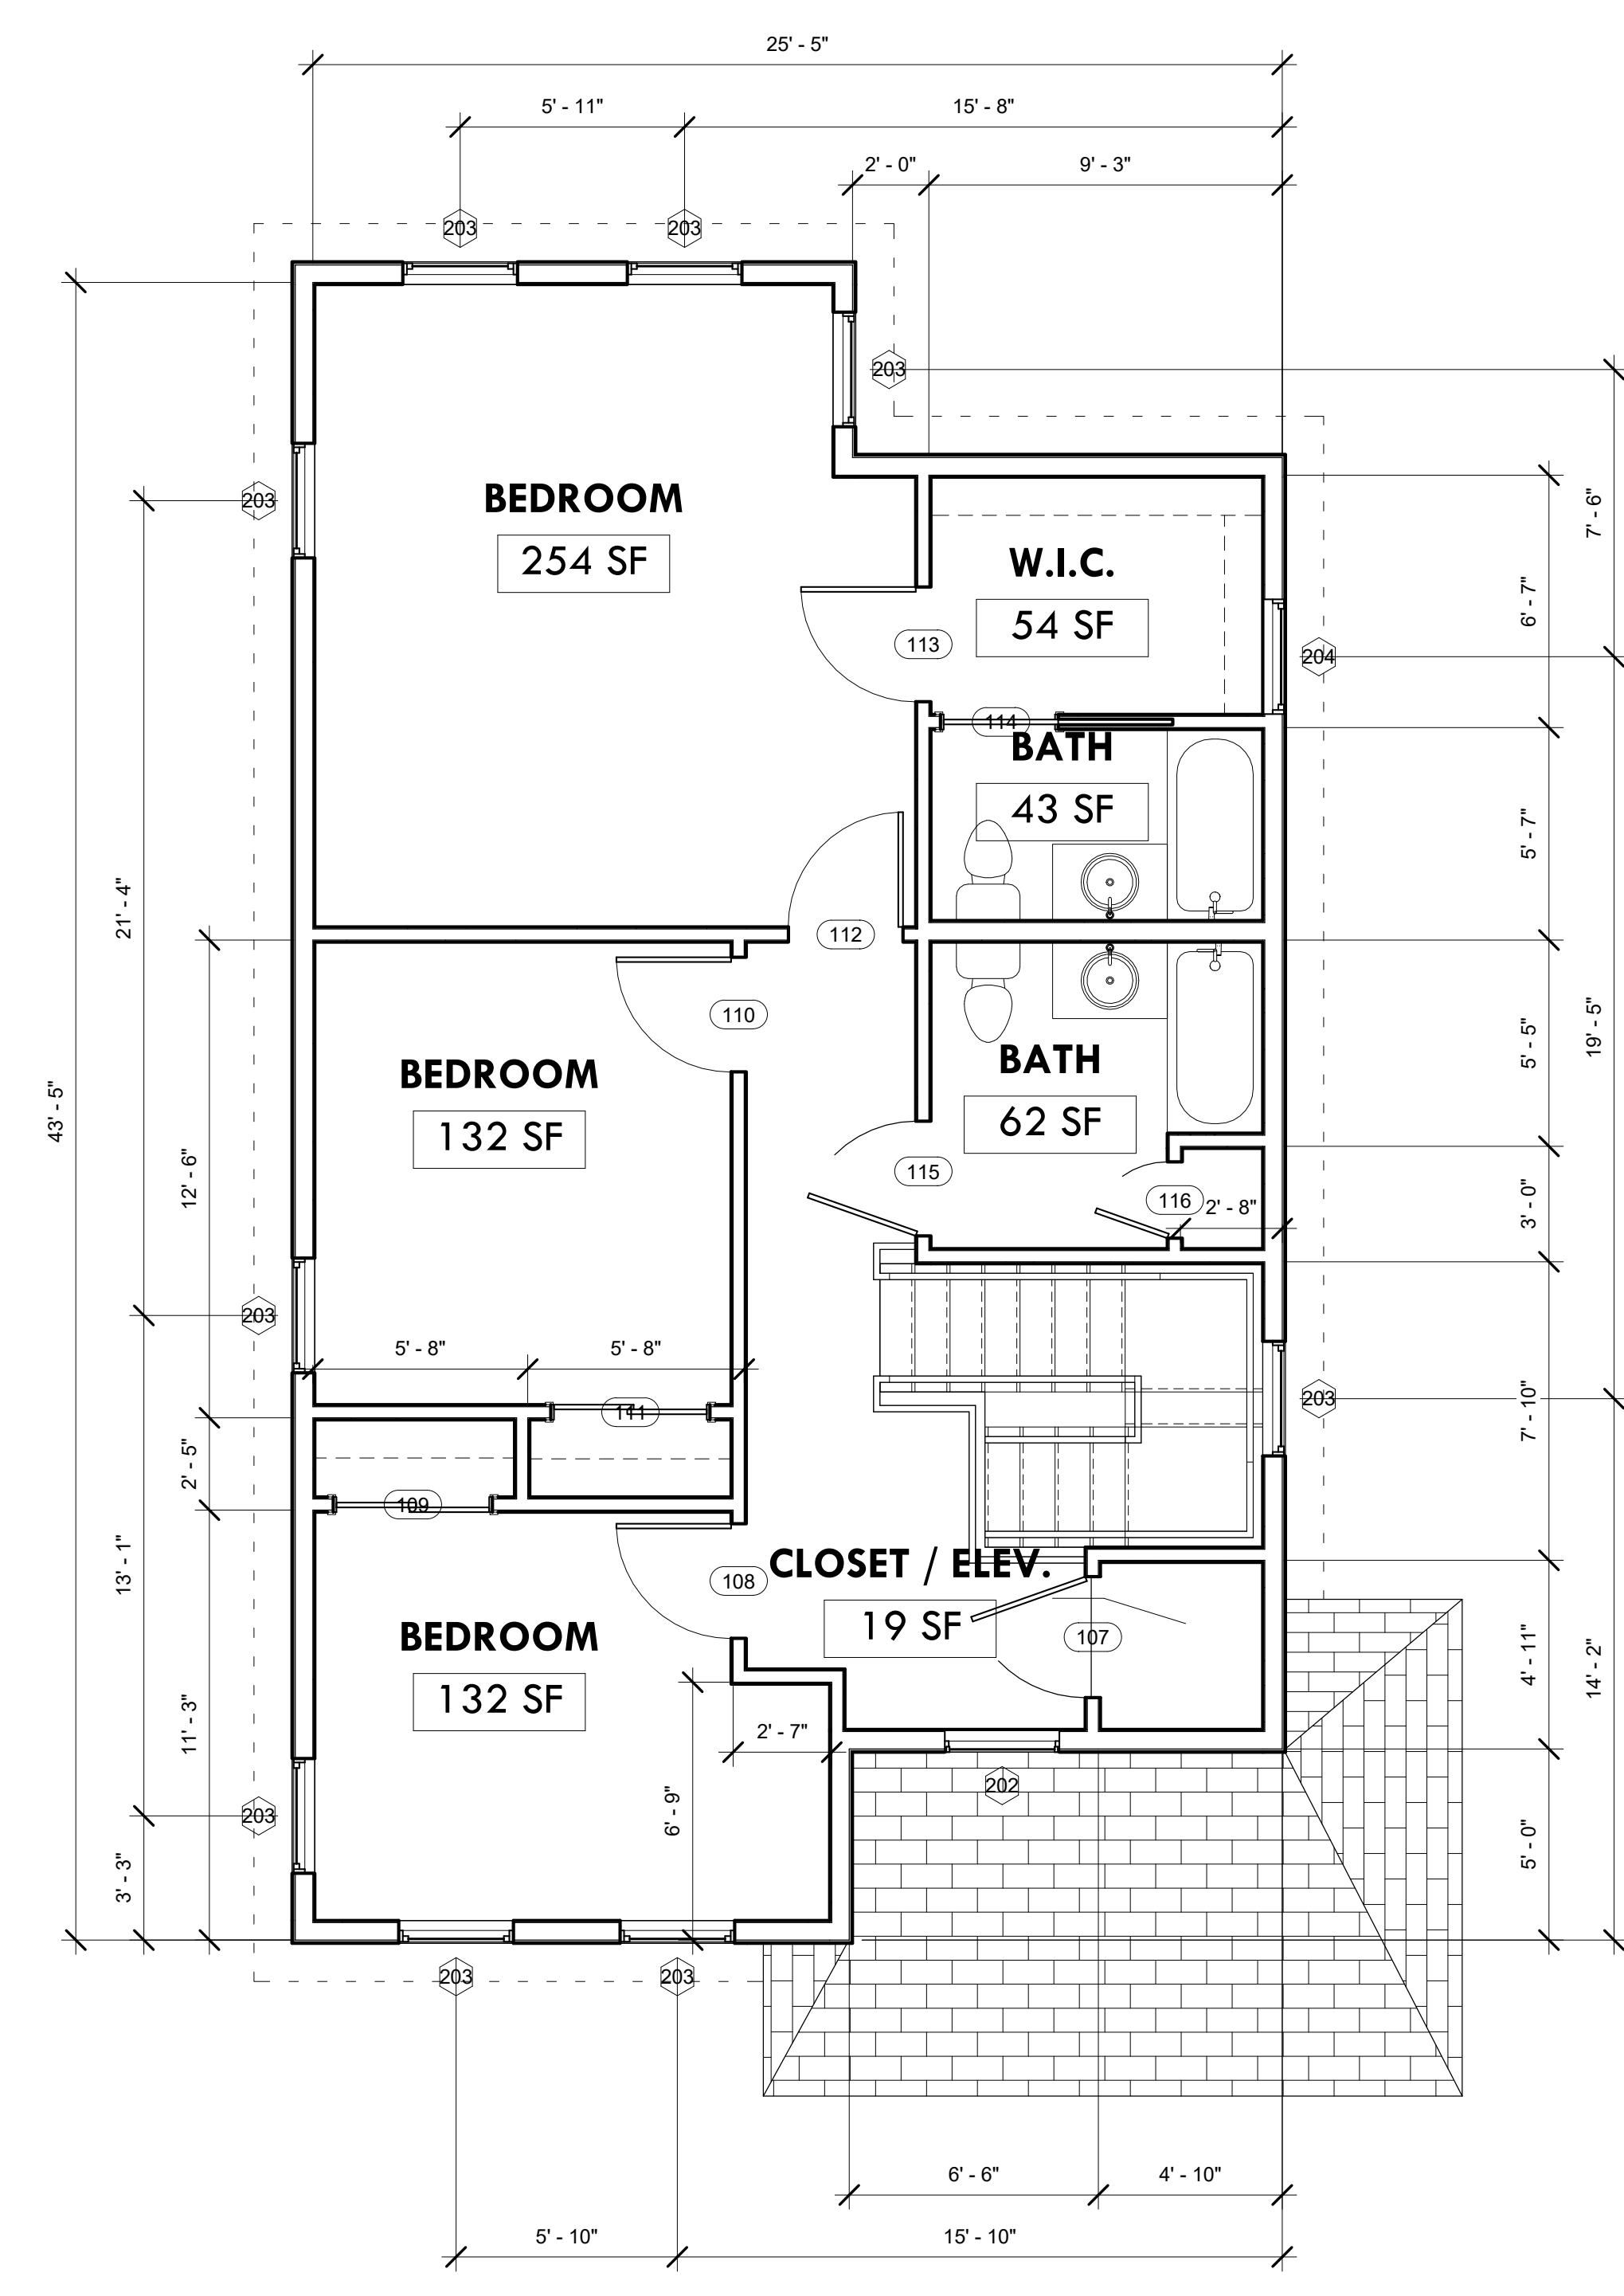 25' - 5"
5' - 11"
15' - 8"
2' - 0"
9' - 3"
203
203
203
203
BEDROOM
254 SF
W.I.C.
54 SF
113
204
7' - 6"
6' - 7"
114
BATH
43 SF
5' - 7"
21' - 4"
112
110
BEDROOM
132 SF
BATH
62 SF
5' - 5"
19' - 5"
43' - 5"
12' - 6"
115
116
2' - 8"
3' - 0"
203
5' - 8"
5' - 8"
111
203
7' - 10"
2' - 5"
109
13' - 1"
108
CLOSET / ELEV.
19 SF
107
BEDROOM
132 SF
4' - 11"
14' - 2"
11' - 3"
2' - 7"
6' - 9"
202
203
3' - 3"
5' - 0"
203
203
6' - 6"
4' - 10"
5' - 10"
15' - 10"